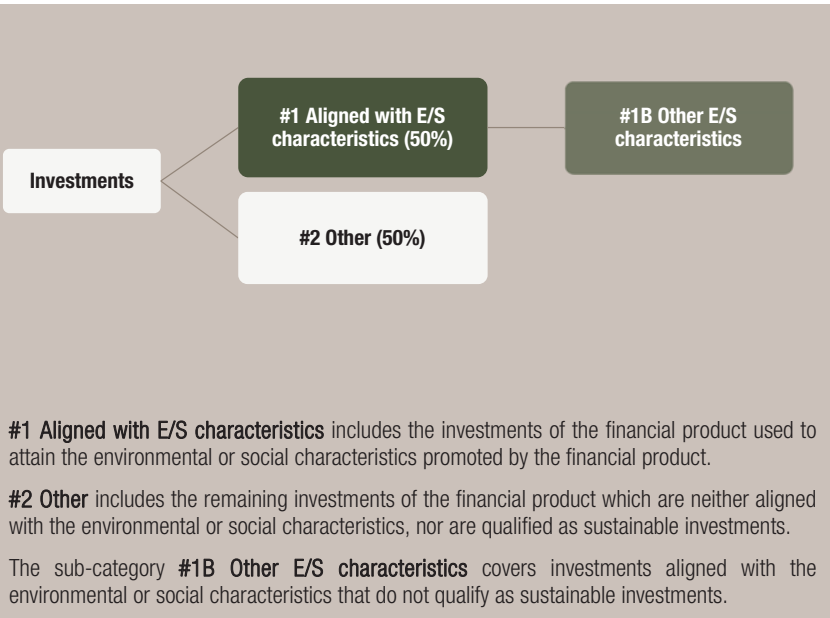 #1 Aligned with E/S
characteristics (50%)
#1B Other E/S
characteristics
Investments
#2 Other (50%)
#1 Aligned with E/S characteristics includes the investments of the financial product used to
attain the environmental or social characteristics promoted by the financial product.
#2 Other includes the remaining investments of the financial product which are neither aligned
with the environmental or social characteristics, nor are qualified as sustainable investments.
The sub-category #1B Other E/S characteristics covers investments aligned with the
environmental or social characteristics that do not qualify as sustainable investments.